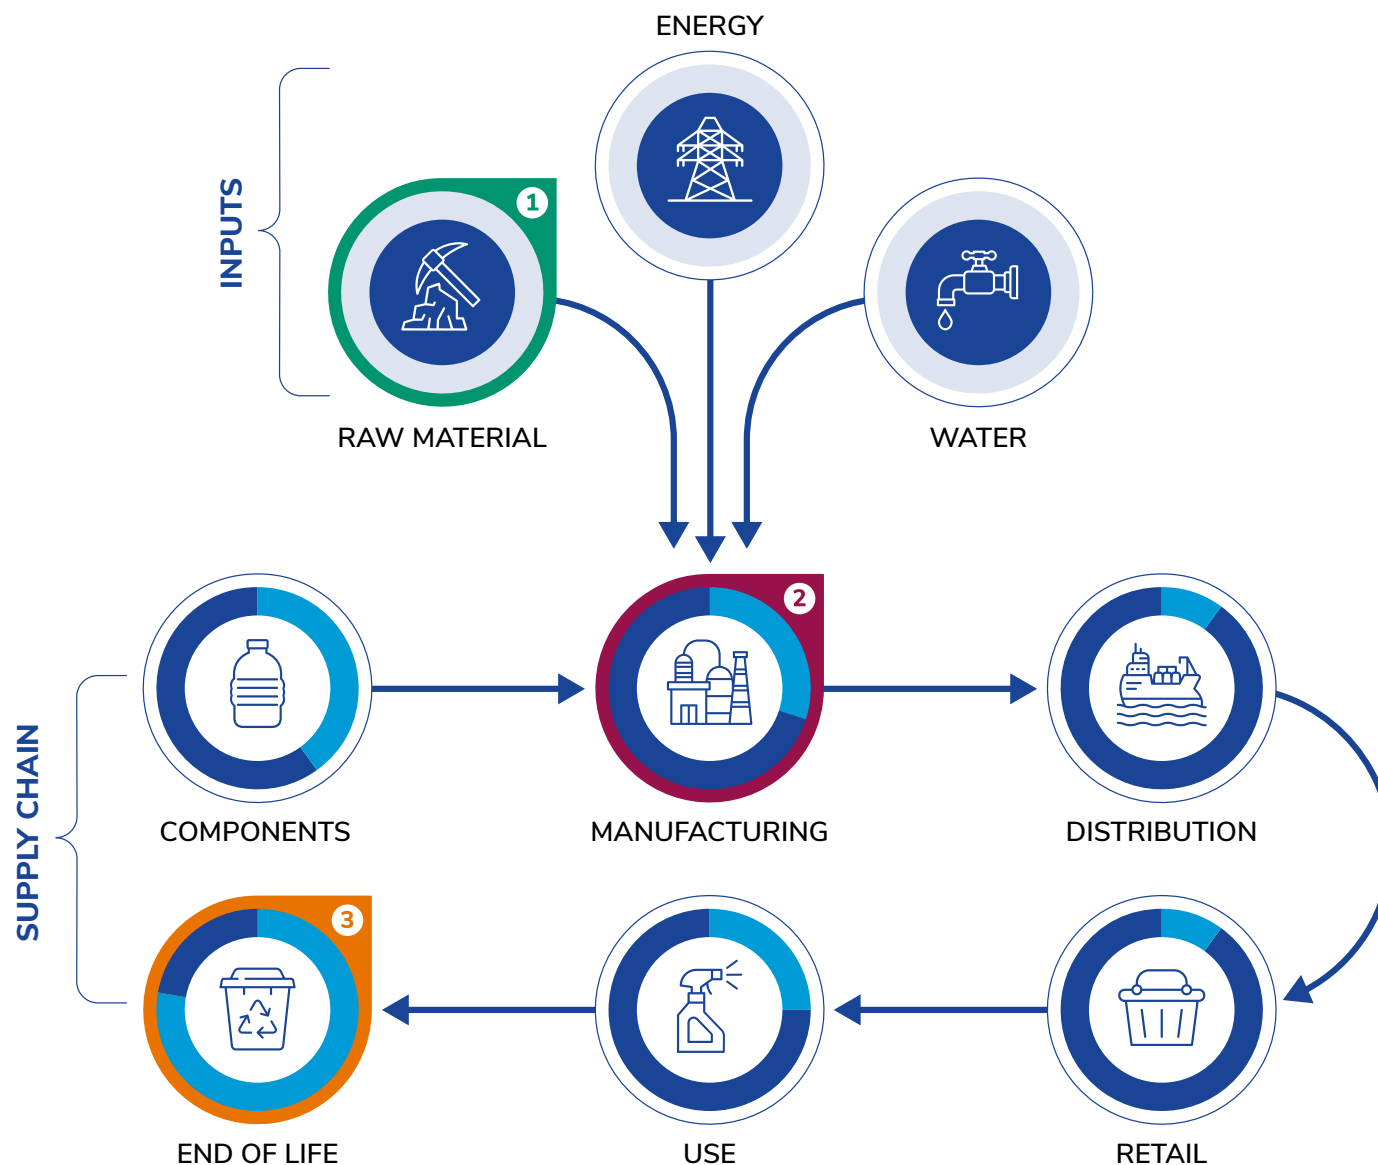 ENERGY
INPUTS
1
RAW MATERIAL
WATER
SUPPLY CHAIN
2
COMPONENTS
MANUFACTURING
DISTRIBUTION
3
END OF LIFE
USE
RETAIL